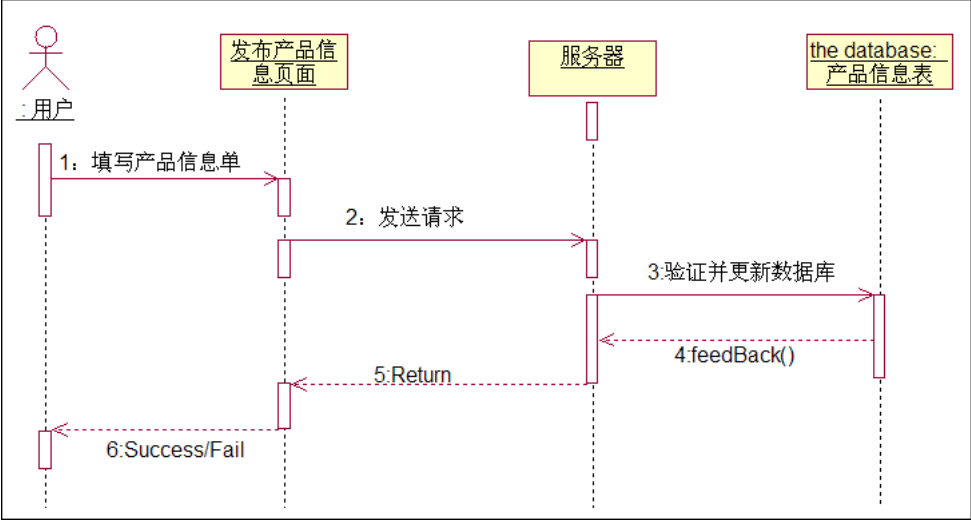 发布产品信
息页面
服务器
the database:
产品信息表
: 用户
1：填写产品信息单
2：发送请求
3:验证并更新数据库
4:feedBack()
5:Return
6:Success/Fail